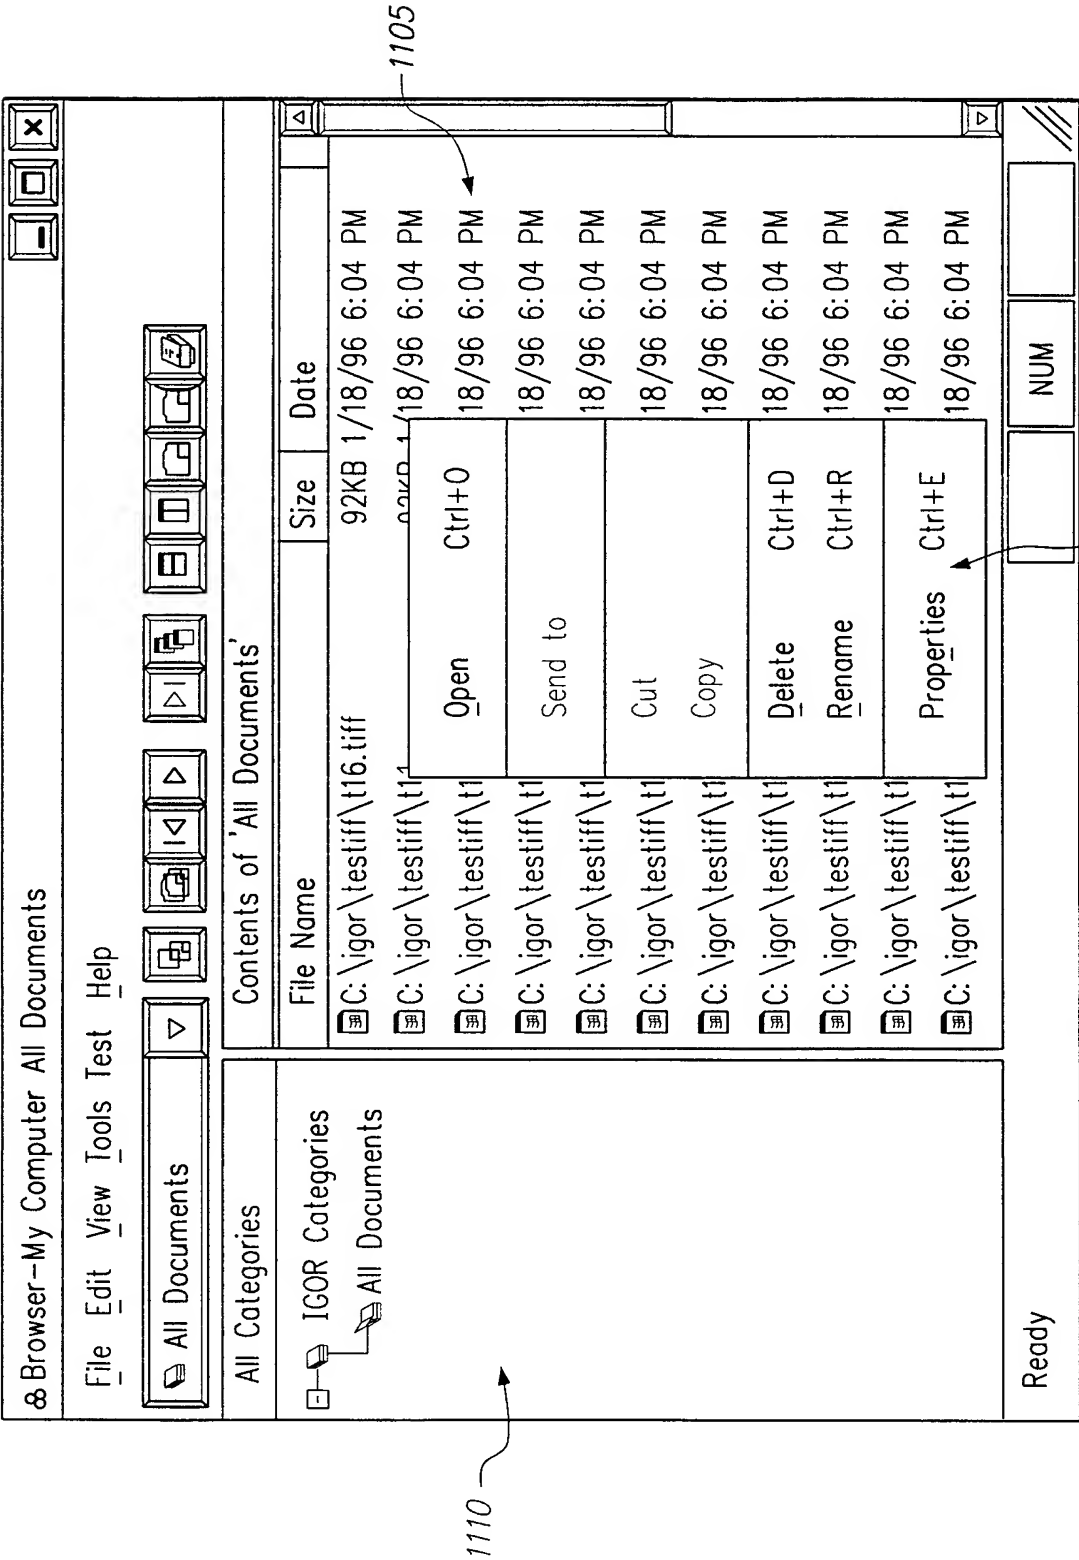 Browser-My Computer All Documents
File Edit View Tools Test Help
All Documents
All Categories
Contents of 'All Documents'
IGOR Categories
All Documents
File Name Size Date
C:\igor\testiff\t16.tiff 92KB 1/18/96 6:04 PM
C:\igor\testiff\t11 92KB 1/18/96 6:04 PM
C:\igor\testiff\t1 18/96 6:04 PM
C:\igor\testiff\t1 18/96 6:04 PM
C:\igor\testiff\t1 18/96 6:04 PM
C:\igor\testiff\t1 18/96 6:04 PM
C:\igor\testiff\t1 18/96 6:04 PM
C:\igor\testiff\t1 18/96 6:04 PM
C:\igor\testiff\t1 18/96 6:04 PM
C:\igor\testiff\t1 18/96 6:04 PM
C:\igor\testiff\t1 18/96 6:04 PM
Open Ctrl+O
Send to
Cut
Copy
Delete Ctrl+D
Rename Ctrl+R
Properties Ctrl+E
Ready NUM
1105
1110